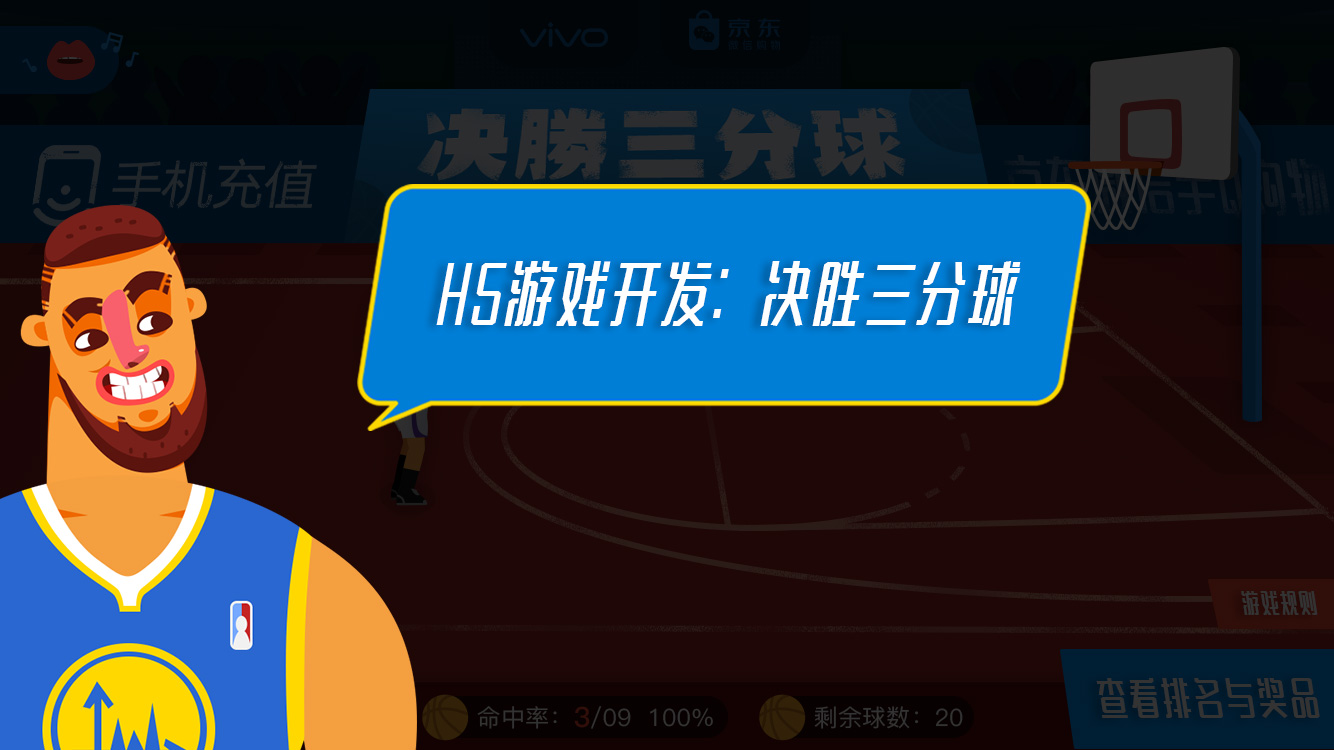 vivo
京东
决勝三分球
手机充值
H5游戏开发：决胜三分球
游戏规则
查看排名与奖品
命中率：3/09 100%
剩余球数：20